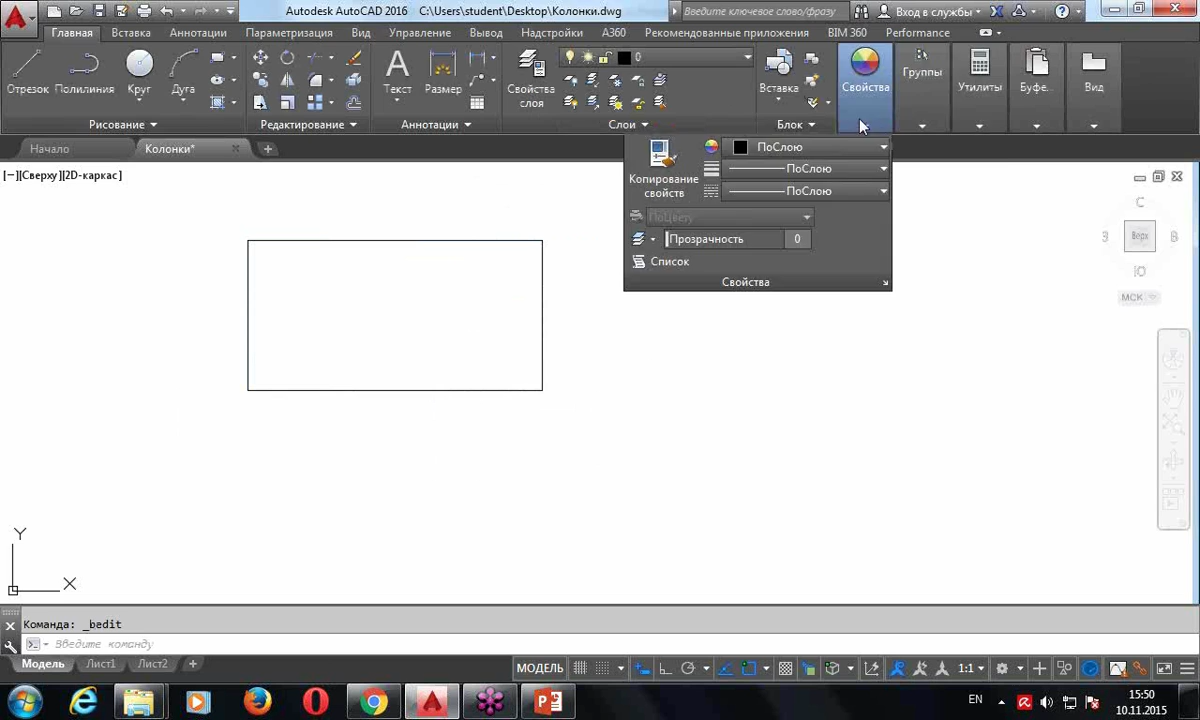 Autodesk AutoCAD 2016 C:\Users\student\Desktop\Колонки.dwg
Введите ключевое слово/фразу
Вход в службы
Главная Вставка Аннотации Параметризация Вид Управление Вывод Надстройки A360 Рекомендованные приложения BIM 360 Performance
0
Отрезок Полилиния Круг Дуга
Текст Размер
Свойства
слоя
Вставка
Свойства
Группы
Утилиты
Буфе...
Вид
Рисование Редактирование Аннотации Слои Блок
Начало Колонки*
ПоСлою
ПоСлою
ПоСлою
Копирование
свойств
ПоЦвету
Прозрачность 0
Список
Свойства
[−][Сверху][2D-каркас]
С
З Верх В
Ю
МСК
Y
X
Команда: _bedit
Введите команду
Модель Лист1 Лист2
МОДЕЛЬ
1:1
EN
15:50
10.11.2015